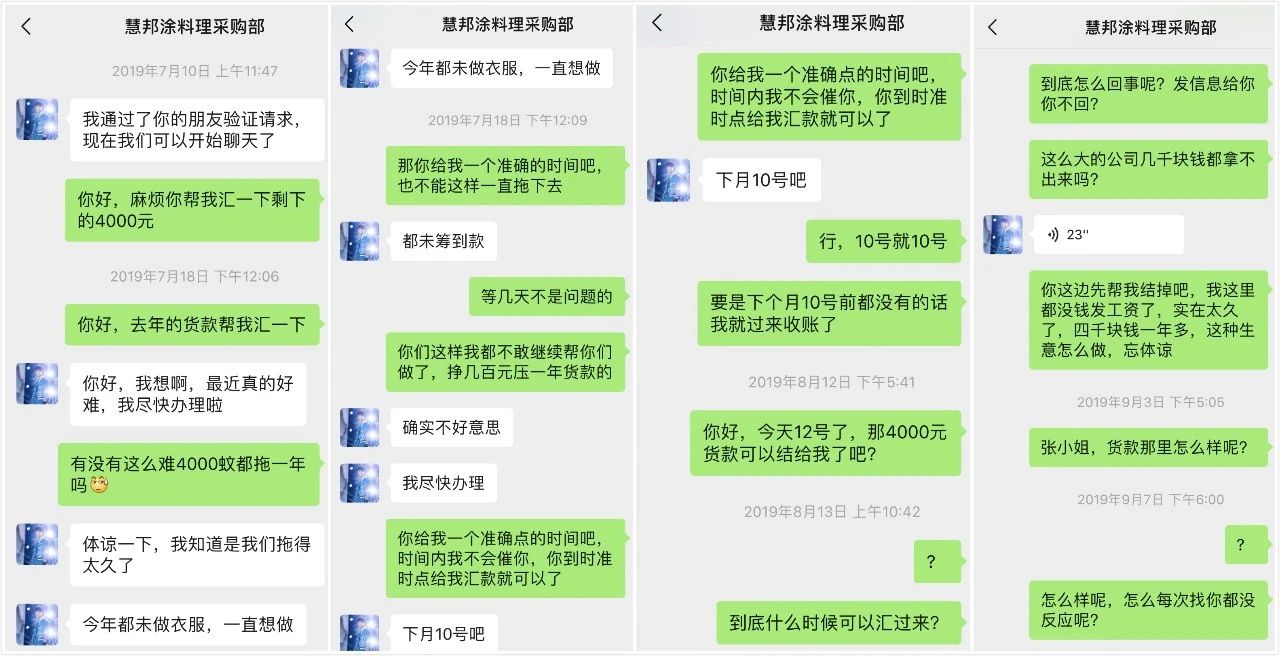 慧邦涂料理采购部
2019年7月10日 上午11:47
我通过了你的朋友验证请求，
现在我们可以开始聊天了
你好，麻烦你帮我汇一下剩下
的4000元
2019年7月18日 下午12:06
你好，去年的货款帮我汇一下
你好，我想啊，最近真的好
难，我尽快办理啦
有没有这么难4000蚊都拖一年
吗
体谅一下，我知道是我们拖得
太久了
今年都未做衣服，一直想做
慧邦涂料理采购部
今年都未做衣服，一直想做
2019年7月18日 下午12:09
那你给我一个准确的时间吧，
也不能这样一直拖下去
都未筹到款
等几天不是问题的
你们这样我都不敢继续帮你们
做了，挣几百元压一年货款的
确实不好意思
我尽快办理
你给我一个准确点的时间吧，
时间内我不会催你，你到时准
时点给我汇款就可以了
下月10号吧
慧邦涂料理采购部
你给我一个准确点的时间吧，
时间内我不会催你，你到时准
时点给我汇款就可以了
下月10号吧
行，10号就10号
要是下个月10号前都没有的话
我就过来收账了
2019年8月12日 下午5:41
你好，今天12号了，那4000元
货款可以结给我了吧？
2019年8月13日 上午10:42
？
到底什么时候可以汇过来？
慧邦涂料理采购部
到底怎么回事呢？发信息给你
你不回？
这么大的公司几千块钱都拿不
出来吗？
23"
你这边先帮我结掉吧，我这里
都没钱发工资了，实在太久
了，四千块钱一年多，这种生
意怎么做，忘体谅
2019年9月3日 下午5:05
张小姐，货款那里怎么样呢？
2019年9月7日 下午6:00
？
怎么样呢，怎么每次找你都没
反应呢？